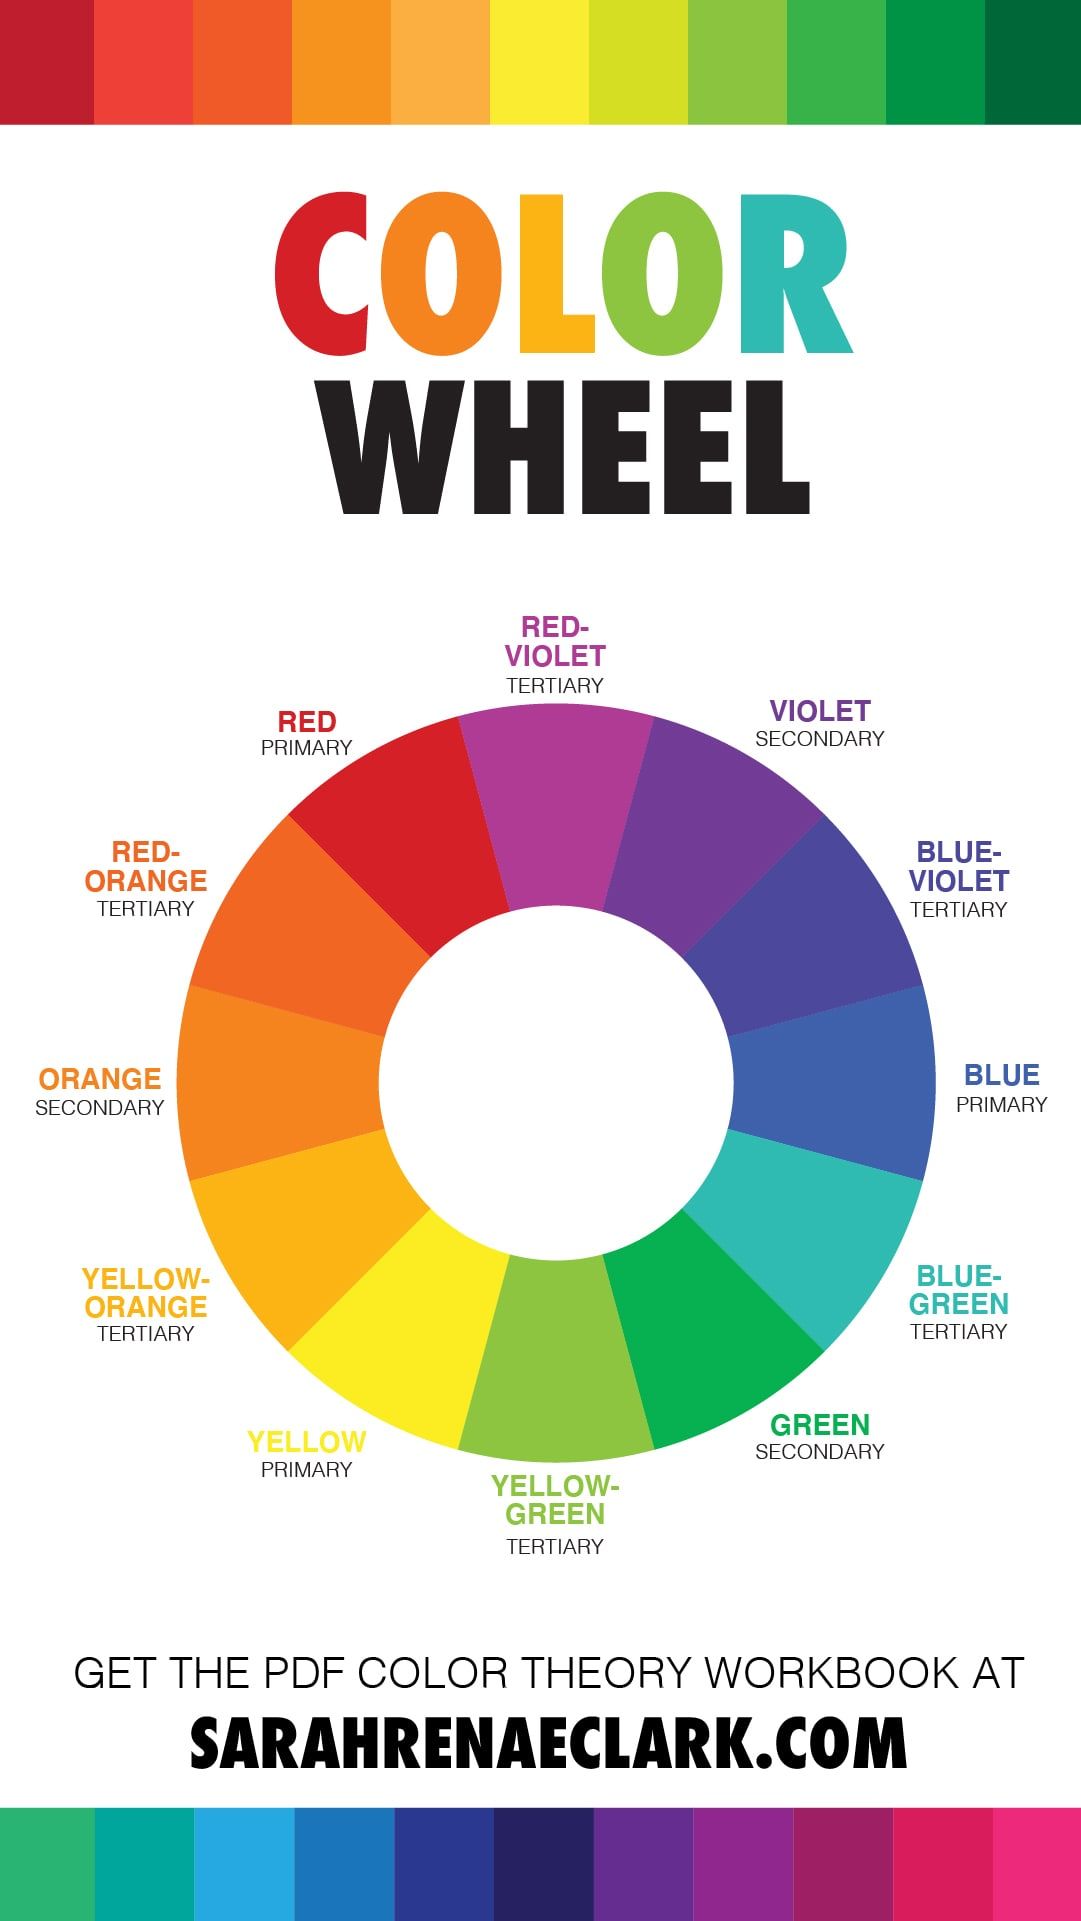 COLOR
WHEEL
RED-
VIOLET
TERTIARY
VIOLET
SECONDARY
RED
PRIMARY
BLUE-
VIOLET
TERTIARY
RED-
ORANGE
TERTIARY
BLUE
PRIMARY
ORANGE
SECONDARY
BLUE-
GREEN
TERTIARY
YELLOW-
ORANGE
TERTIARY
GREEN
SECONDARY
YELLOW
PRIMARY
YELLOW-
GREEN
TERTIARY
GET THE PDF COLOR THEORY WORKBOOK AT
SARAHRENAECLARK.COM